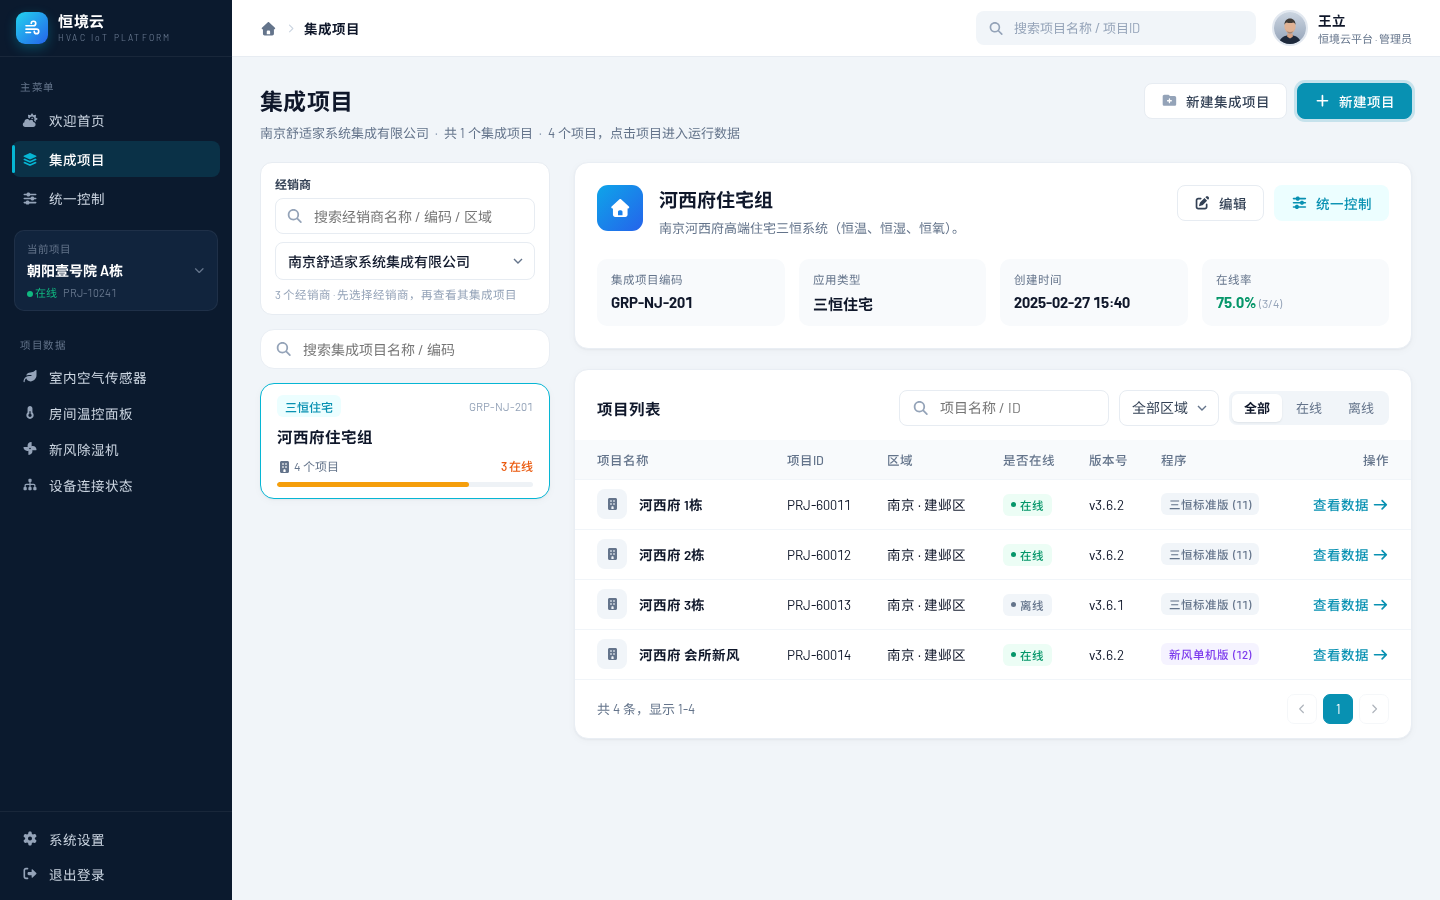 恒境云
HVAC IoT PLATFORM
主菜单
欢迎首页
集成项目
统一控制
当前项目
朝阳壹号院 A栋
在线 PRJ-10241
项目数据
室内空气传感器
房间温控面板
新风除湿机
设备连接状态
系统设置
退出登录
集成项目
搜索项目名称 / 项目ID
王立
恒境云平台 · 管理员
集成项目
南京舒适家系统集成有限公司 · 共 1 个集成项目 · 4 个项目，点击项目进入运行数据
新建集成项目
新建项目
经销商
搜索经销商名称 / 编码 / 区域
南京舒适家系统集成有限公司
3 个经销商 · 先选择经销商，再查看其集成项目
搜索集成项目名称 / 编码
三恒住宅 GRP-NJ-201
河西府住宅组
4 个项目 3 在线
河西府住宅组
南京河西府高端住宅三恒系统（恒温、恒湿、恒氧）。
编辑
统一控制
集成项目编码
GRP-NJ-201
应用类型
三恒住宅
创建时间
2025-02-27 15:40
在线率
75.0% (3/4)
项目列表
项目名称 / ID
全部区域
全部 在线 离线
项目名称 项目ID 区域 是否在线 版本号 程序 操作
河西府 1栋 PRJ-60011 南京 · 建邺区 在线 v3.6.2 三恒标准版 (11) 查看数据
河西府 2栋 PRJ-60012 南京 · 建邺区 在线 v3.6.2 三恒标准版 (11) 查看数据
河西府 3栋 PRJ-60013 南京 · 建邺区 离线 v3.6.1 三恒标准版 (11) 查看数据
河西府 会所新风 PRJ-60014 南京 · 建邺区 在线 v3.6.2 新风单机版 (12) 查看数据
共 4 条，显示 1-4
1